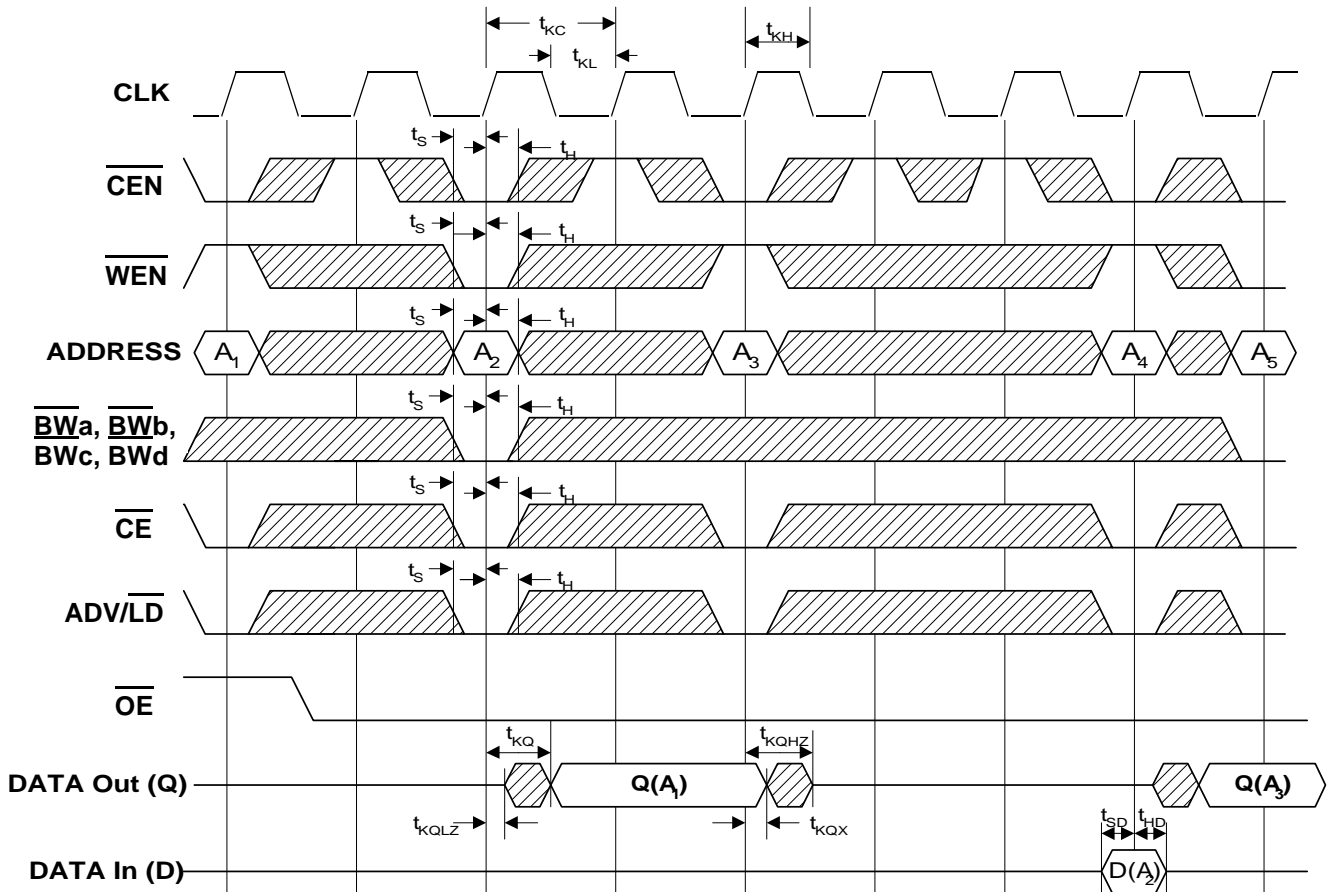 tKC
tKL
tKH
CLK
tS
tH
CEN
tS
tH
WEN
tS
tH
ADDRESS
A1
A2
A3
A4
A5
tS
tH
BWa, BWb,
BWc, BWd
tS
tH
CE
tS
tH
ADV/LD
OE
tKQ
tKQHZ
DATA Out (Q)
Q(A1)
Q(A3)
tKQLZ
tKQX
tSD
tHD
DATA In (D)
D(A2)